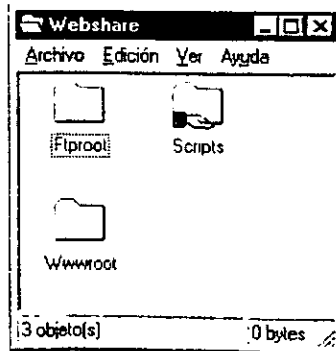 Webshare
Archivo Edición Ver Ayuda
Ftproot Scripts
Wwwroot
3 objeto(s) 0 bytes